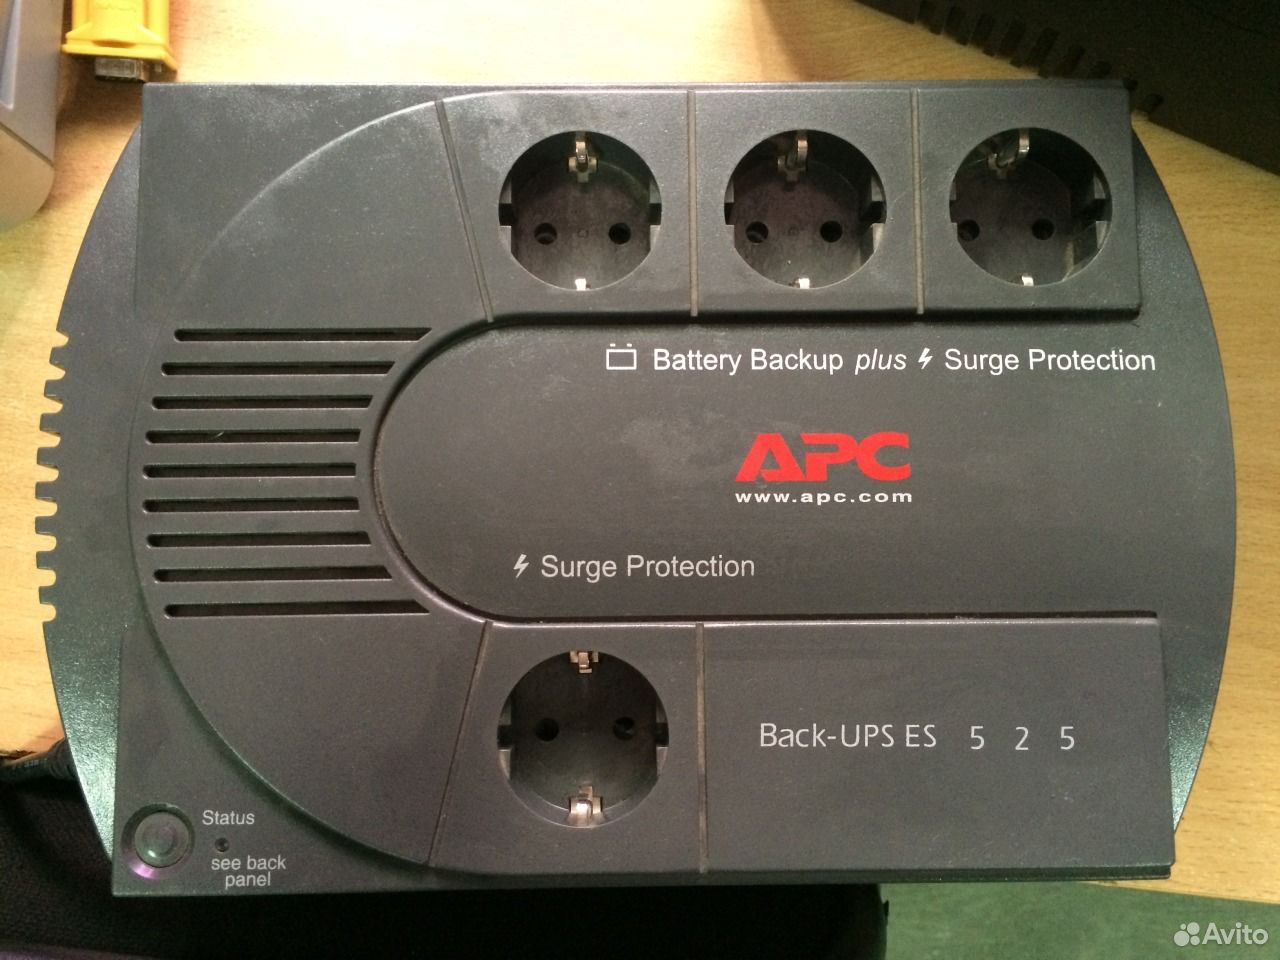 Battery Backup plus Surge Protection
APC
www.apc.com
Surge Protection
Back-UPS ES 5 2 5
Status
see back
panel
Avito